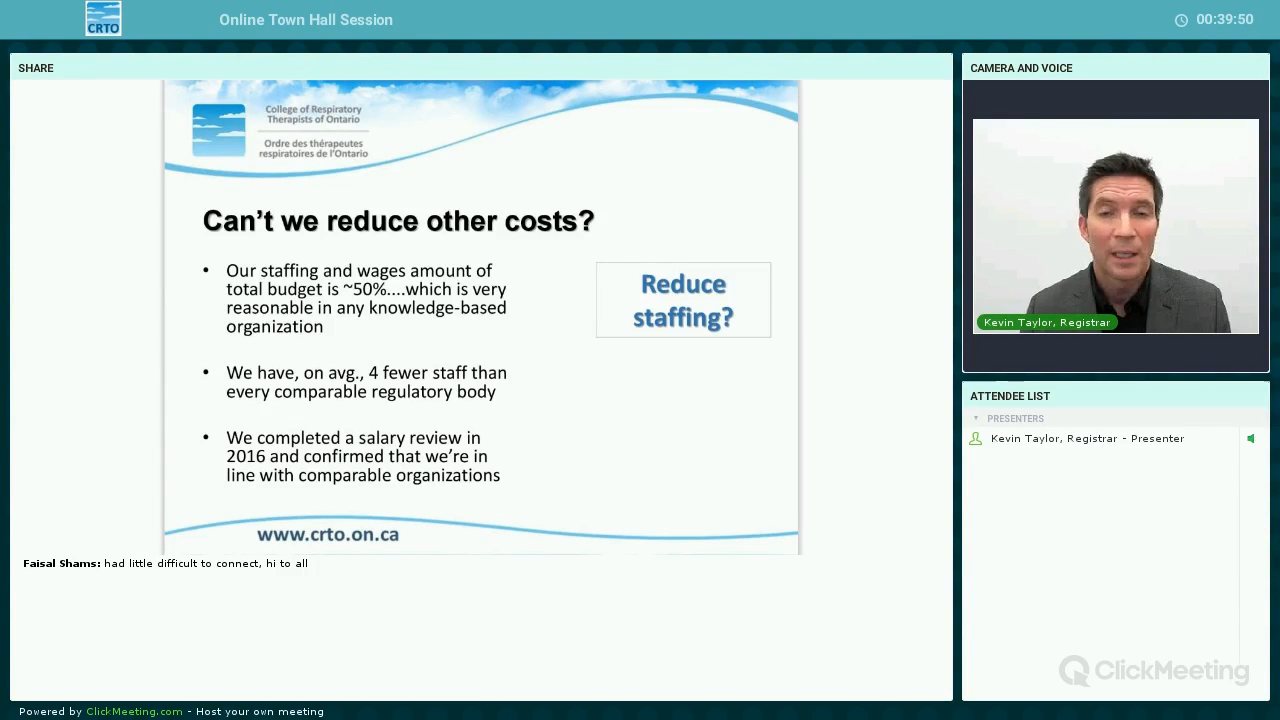 CRTO
Online Town Hall Session
00:39:50
SHARE
College of Respiratory
Therapists of Ontario
Ordre des thérapeutes
respiratoires de l'Ontario
Can't we reduce other costs?
• Our staffing and wages amount of
total budget is ~50%....which is very
reasonable in any knowledge-based
organization
• We have, on avg., 4 fewer staff than
every comparable regulatory body
• We completed a salary review in
2016 and confirmed that we're in
line with comparable organizations
Reduce
staffing?
www.crto.on.ca
Faisal Shams: had little difficult to connect, hi to all
CAMERA AND VOICE
Kevin Taylor, Registrar
ATTENDEE LIST
PRESENTERS
Kevin Taylor, Registrar - Presenter
ClickMeeting
Powered by ClickMeeting.com - Host your own meeting